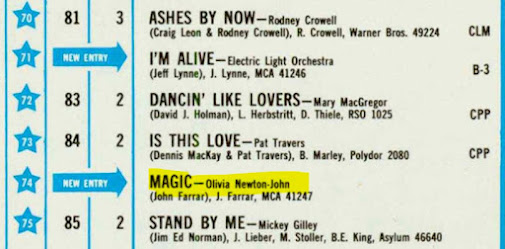 70 81 3 ASHES BY NOW—Rodney Crowell
(Craig Leon & Rodney Crowell), R. Crowell, Warner Bros. 49224 CLM
71 NEW ENTRY I'M ALIVE—Electric Light Orchestra
(Jeff Lynne), J. Lynne, MCA 41246 B-3
72 83 2 DANCIN' LIKE LOVERS—Mary MacGregor
(David J. Holman), L. Herbstritt, D. Thiele, RSO 1025 CPP
73 84 2 IS THIS LOVE—Pat Travers
(Dennis MacKay & Pat Travers), B. Marley, Polydor 2080 CPP
74 NEW ENTRY MAGIC—Olivia Newton-John
(John Farrar), J. Farrar, MCA 41247
75 85 2 STAND BY ME—Mickey Gilley
(Jim Ed Norman), J. Lieber, M. Stoller, B.E. King, Asylum 46640